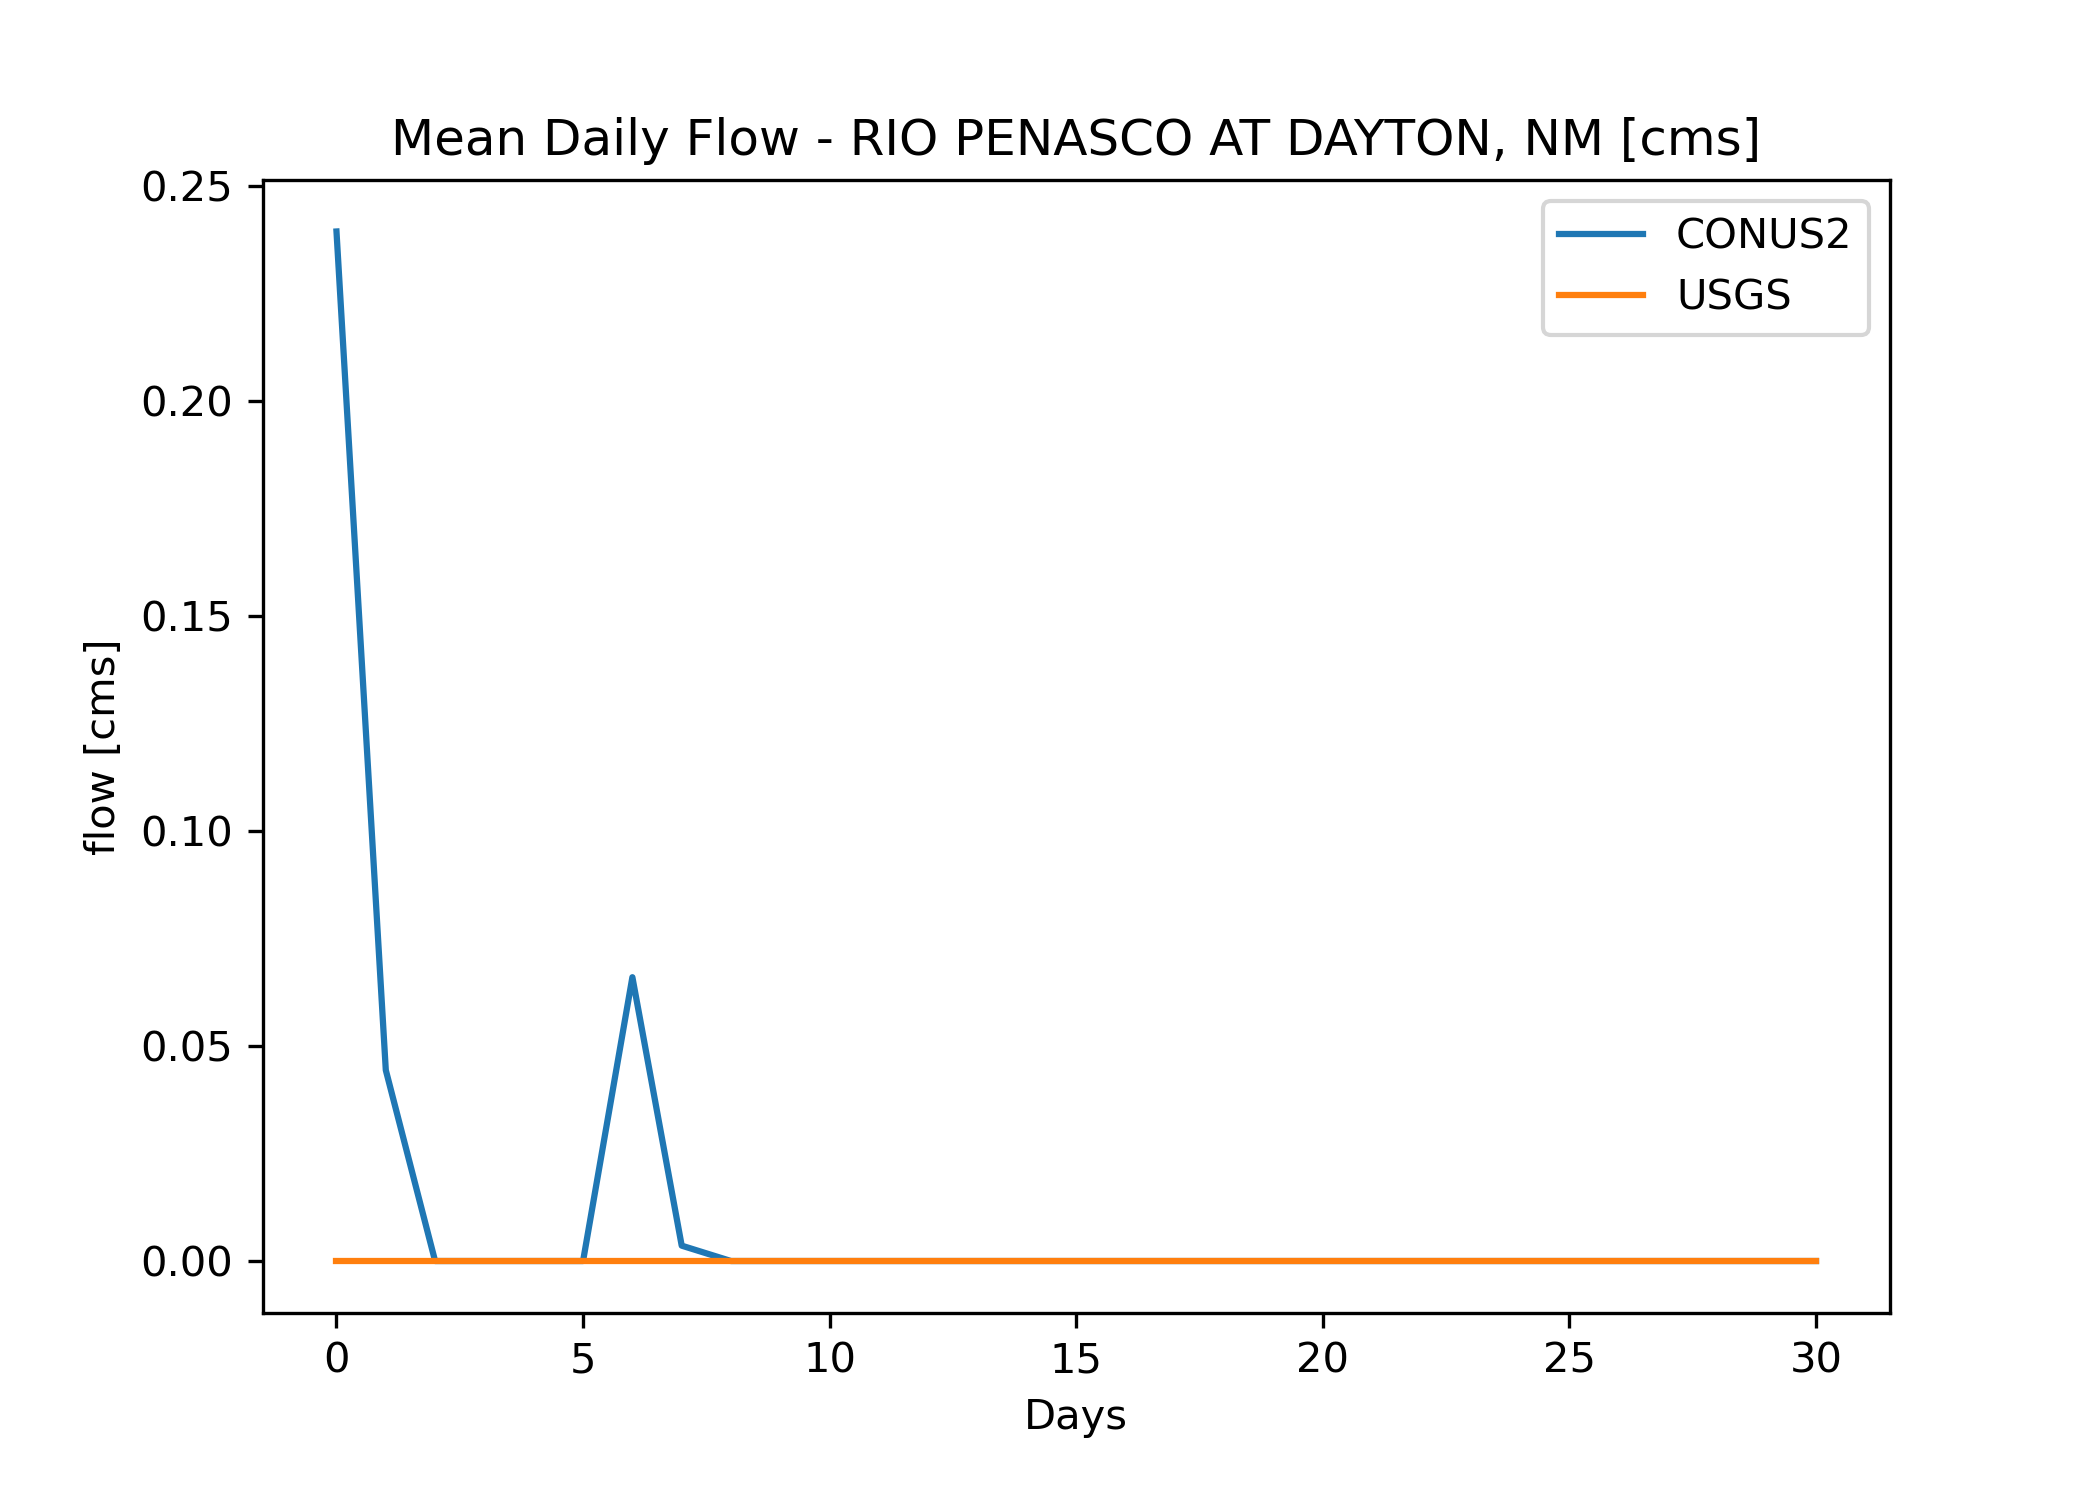 Mean Daily Flow - RIO PENASCO AT DAYTON, NM [cms]
CONUS2
USGS
flow [cms]
0.25
0.20
0.15
0.10
0.05
0.00
0 5 10 15 20 25 30
Days